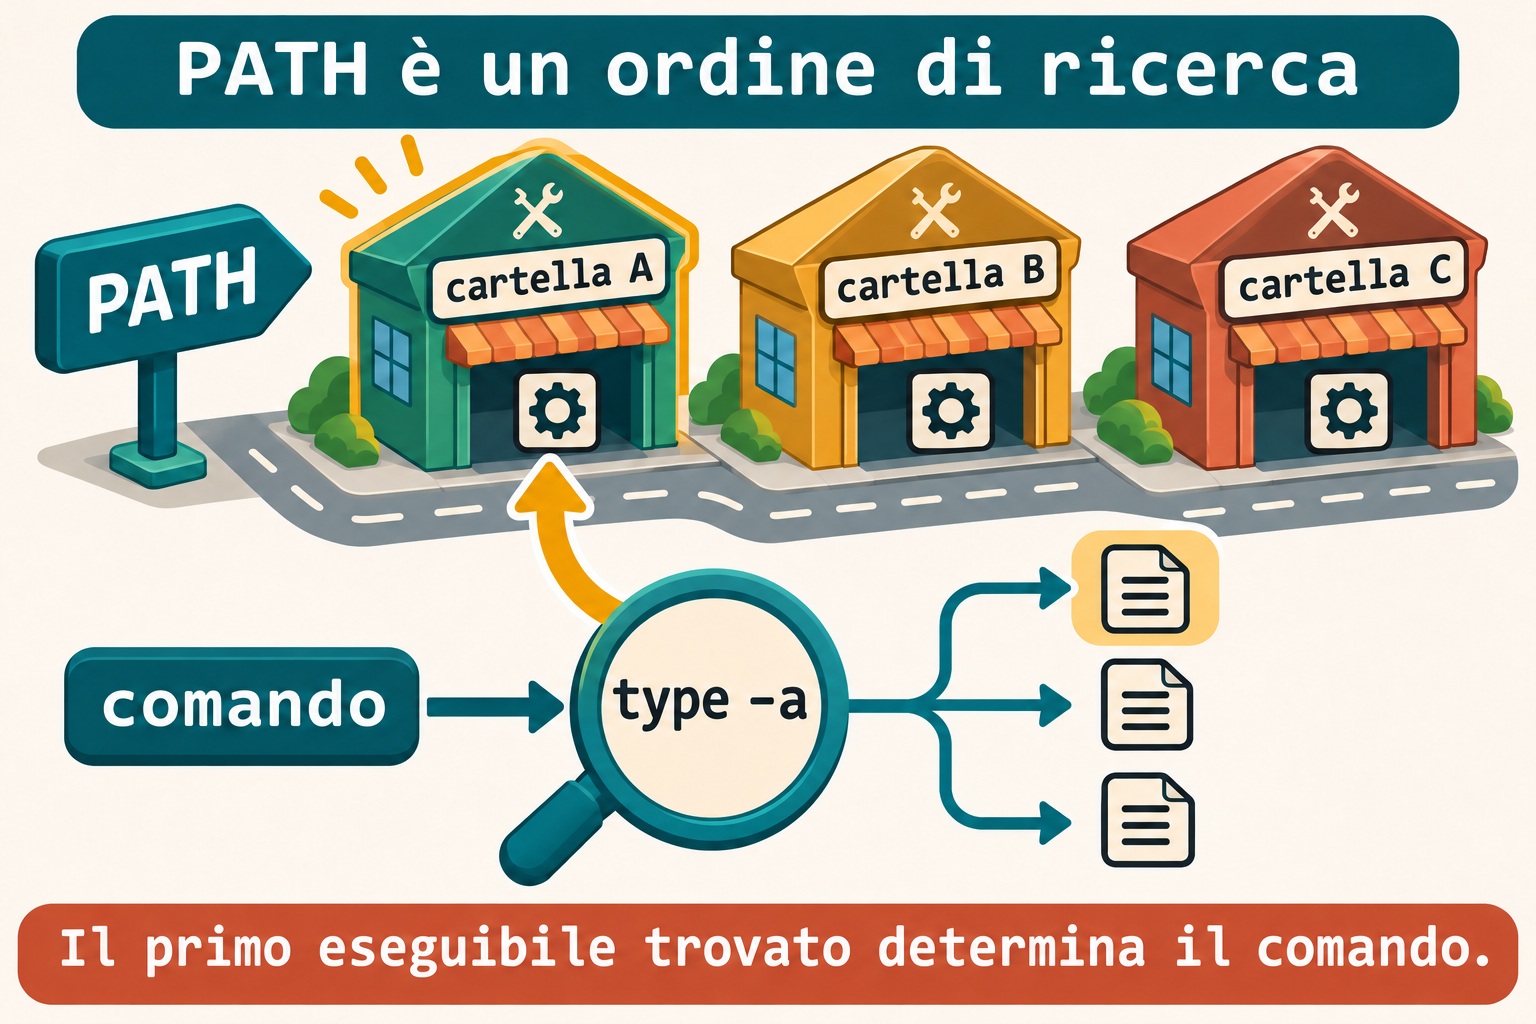 PATH è un ordine di ricerca
PATH
cartella A
cartella B
cartella C
comando
type -a
Il primo eseguibile trovato determina il comando.